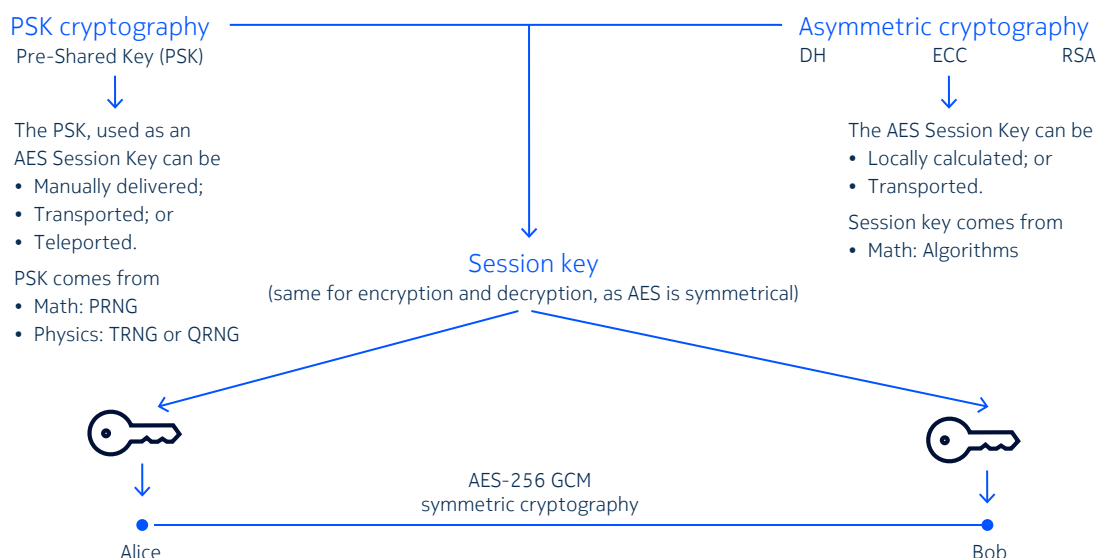 PSK cryptography
Pre-Shared Key (PSK)
The PSK, used as an
AES Session Key can be
• Manually delivered;
• Transported; or
• Teleported.
PSK comes from
• Math: PRNG
• Physics: TRNG or QRNG
Asymmetric cryptography
DH ECC RSA
The AES Session Key can be
• Locally calculated; or
• Transported.
Session key comes from
• Math: Algorithms
Session key
(same for encryption and decryption, as AES is symmetrical)
AES-256 GCM
symmetric cryptography
Alice
Bob